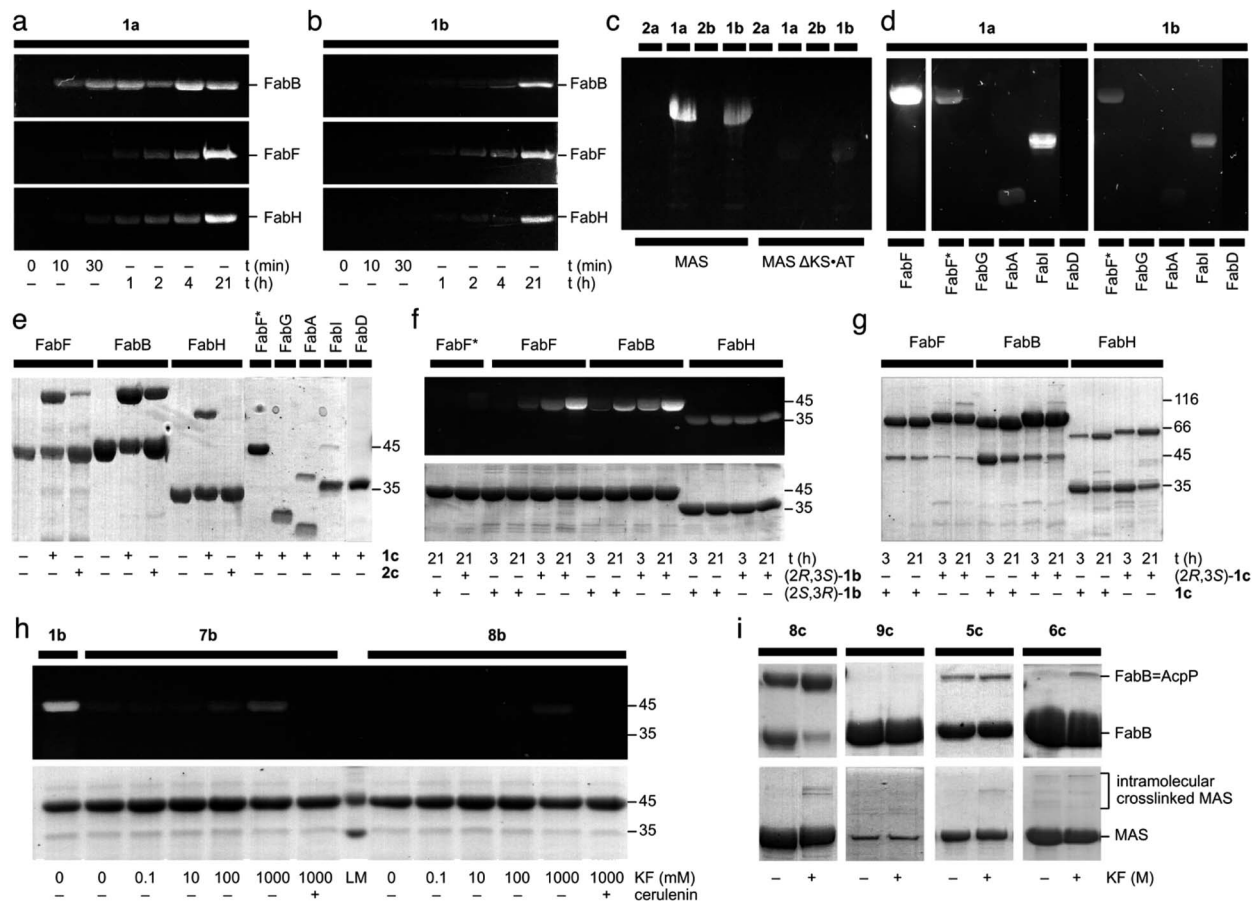 a
1a
FabB
FabF
FabH
0 10 30 t (min)
– – – 1 2 4 21 t (h)
b
1b
FabB
FabF
FabH
0 10 30 t (min)
– – – 1 2 4 21 t (h)
c
2a 1a 2b 1b 2a 1a 2b 1b
MAS MAS ΔKS•AT
d
1a 1b
FabF FabF* FabG FabA FabI FabD FabF* FabG FabA FabI FabD
e
FabF FabB FabH FabF* FabG FabA FabI FabD
45
35
– + – – + – – + – + + + + + 1c
– – + – – + – – + – – – – – 2c
f
FabF* FabF FabB FabH
45
35
45
35
21 21 3 21 3 21 3 21 3 21 3 21 3 21 t (h)
– + – – + + – – + + – – + + (2R,3S)-1b
+ – + + – – + + – – + + – – (2S,3R)-1b
g
FabF FabB FabH
116
66
45
35
3 21 3 21 3 21 3 21 3 21 3 21 t (h)
– – + + – – + + – – + + (2R,3S)-1c
+ + – – + + – – + + – – 1c
h
1b 7b 8b
45
35
45
35
0 0 0.1 10 100 1000 1000 LM 0 0.1 10 100 1000 1000 KF (mM)
– – – – – – + – – – – – + cerulenin
i
8c 9c 5c 6c
FabB=AcpP
FabB
intramolecular
crosslinked MAS
MAS
– + – + – + – + KF (M)